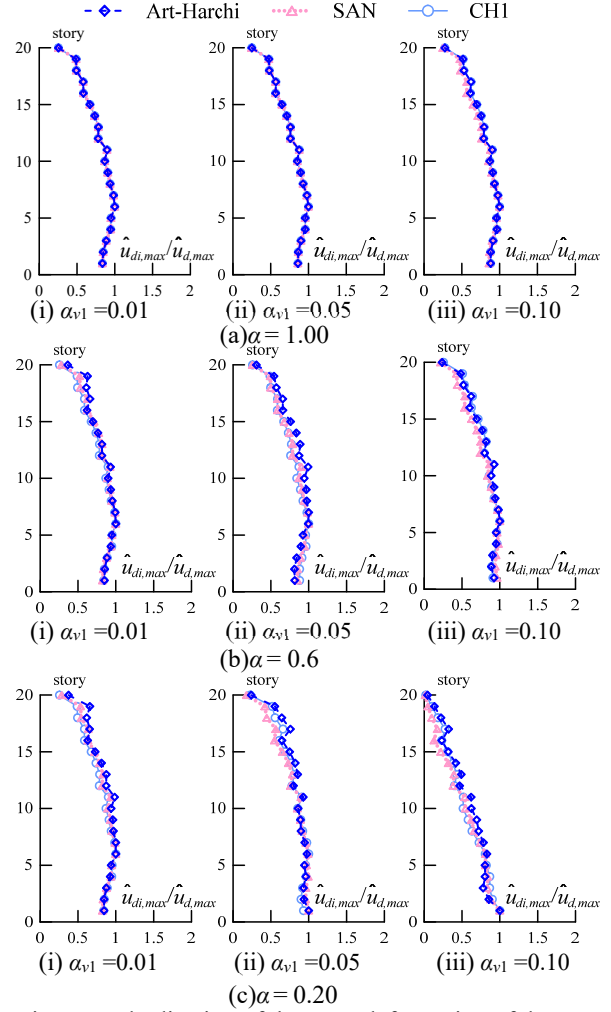 Art-Harchi SAN CH1
story story story
20 20 20
15 15 15
10 10 10
5 5 5
û_di,max/û_d,max û_di,max/û_d,max û_di,max/û_d,max
0 0 0
0 0.5 1 1.5 2 0 0.5 1 1.5 2 0 0.5 1 1.5 2
(i) α_v1 =0.01 (ii) α_v1 =0.05 (iii) α_v1 =0.10
(a)α = 1.00
story story story
20 20 20
15 15 15
10 10 10
5 5 5
û_di,max/û_d,max û_di,max/û_d,max û_di,max/û_d,max
0 0 0
0 0.5 1 1.5 2 0 0.5 1 1.5 2 0 0.5 1 1.5 2
(i) α_v1 =0.01 (ii) α_v1 =0.05 (iii) α_v1 =0.10
(b)α = 0.6
story story story
20 20 20
15 15 15
10 10 10
5 5 5
û_di,max/û_d,max û_di,max/û_d,max û_di,max/û_d,max
0 0 0
0 0.5 1 1.5 2 0 0.5 1 1.5 2 0 0.5 1 1.5 2
(i) α_v1 =0.01 (ii) α_v1 =0.05 (iii) α_v1 =0.10
(c)α = 0.20